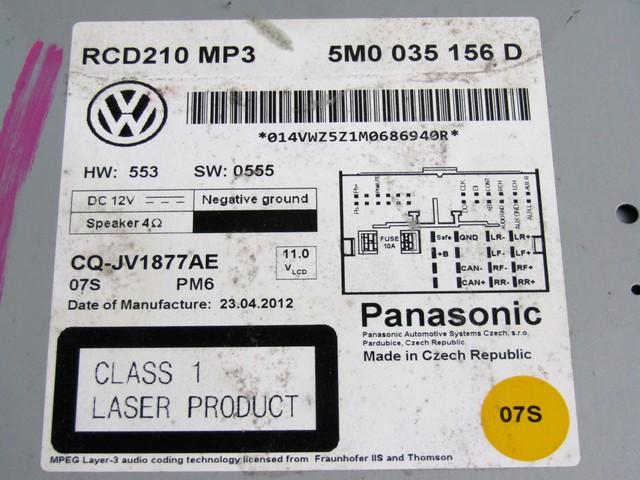 RCD210 MP3 5M0 035 156 D
*014VWZ5Z1M0686940R*
HW: 553 SW: 0555
DC 12V Negative ground
Speaker 4Ω
CQ-JV1877AE 11.0 VLCD
07S PM6
Date of Manufacture: 23.04.2012
FUSE 10A
Safe GND LR- LR+
+B LF- LF+
CAN- RF- RF+
CAN+ RR- RR+
Panasonic
Panasonic Automotive Systems Czech, s.r.o.
Pardubice, Czech Republic
Made in Czech Republic
CLASS 1
LASER PRODUCT
07S
MPEG Layer-3 audio coding technology licensed from Fraunhofer IIS and Thomson